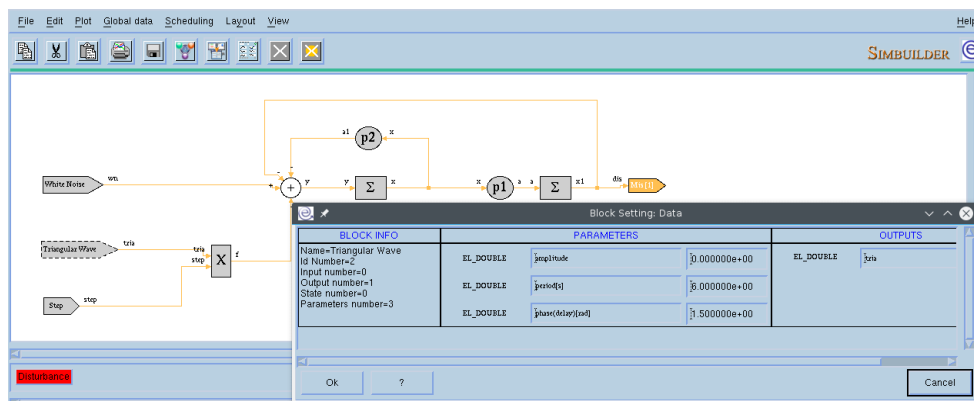 File Edit Plot Global data Scheduling Layout View Help
SIMBUILDER
a1 p2 x
White Noise wn + - - + y y Σ x x p1 a a Σ x1 dis Mri[1]
Triangular Wave tria
tria
step X f
Step step
Block Setting: Data
BLOCK INFO PARAMETERS OUTPUTS
Name=Triangular Wave
Id Number=2
Input number=0
Output number=1
State number=0
Parameters number=3
EL_DOUBLE amplitude 0.000000e+00 EL_DOUBLE tria
EL_DOUBLE period[s] 6.000000e+00
EL_DOUBLE phase(delay)[rad] 1.500000e+00
Disturbance
Ok ? Cancel